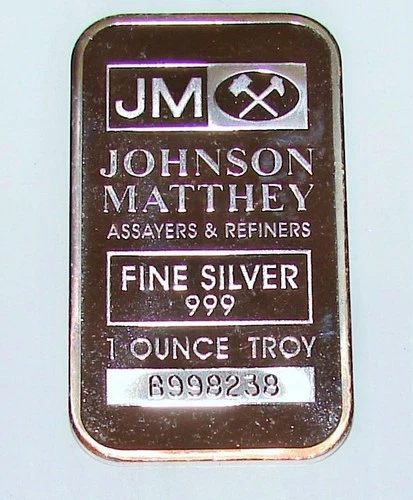 JM
JOHNSON
MATTHEY
ASSAYERS & REFINERS
FINE SILVER
999
1 OUNCE TROY
B998238